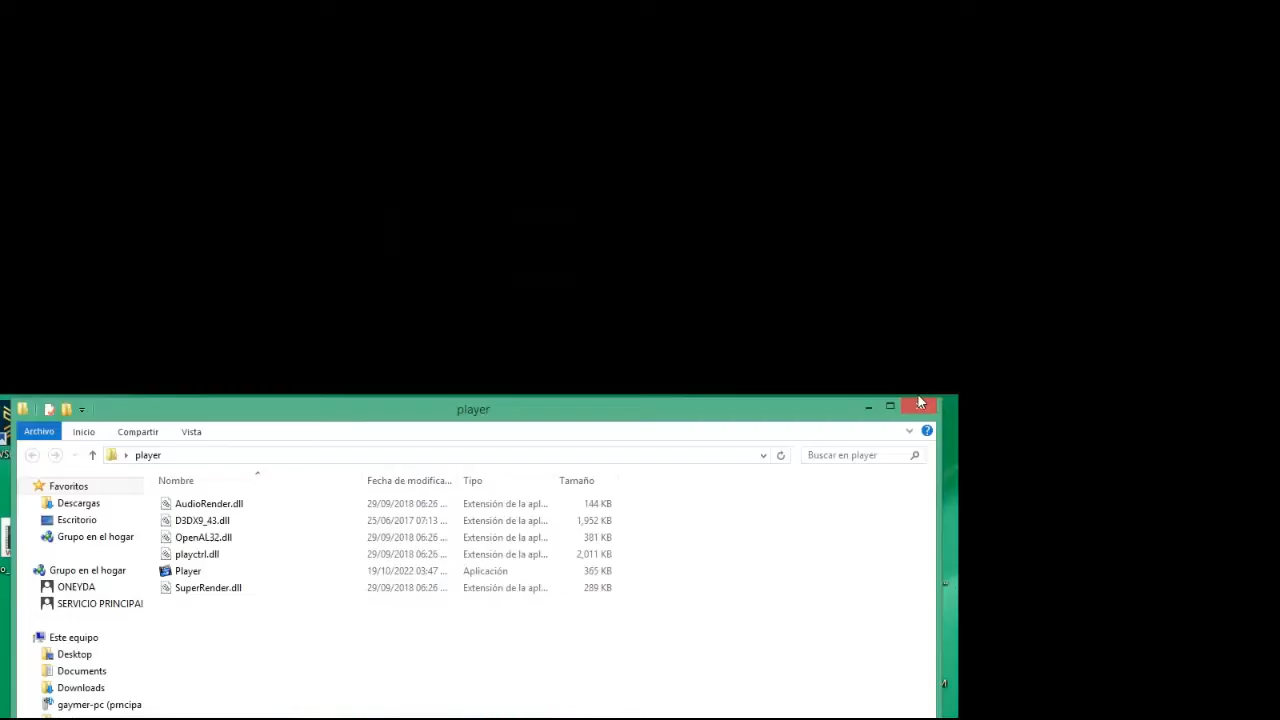 player
Archivo Inicio Compartir Vista
player Buscar en player
Nombre Fecha de modifica... Tipo Tamaño
Favoritos
Descargas
Escritorio
Grupo en el hogar
Grupo en el hogar
ONEYDA
SERVICIO PRINCIPAL
Este equipo
Desktop
Documents
Downloads
gaymer-pc (prncipa
AudioRender.dll 29/09/2018 06:26 ... Extensión de la apl... 144 KB
D3DX9_43.dll 25/06/2017 07:13 ... Extensión de la apl... 1,952 KB
OpenAL32.dll 29/09/2018 06:26 ... Extensión de la apl... 381 KB
playctrl.dll 29/09/2018 06:26 ... Extensión de la apl... 2,011 KB
Player 19/10/2022 03:47 ... Aplicación 365 KB
SuperRender.dll 29/09/2018 06:26 ... Extensión de la apl... 289 KB